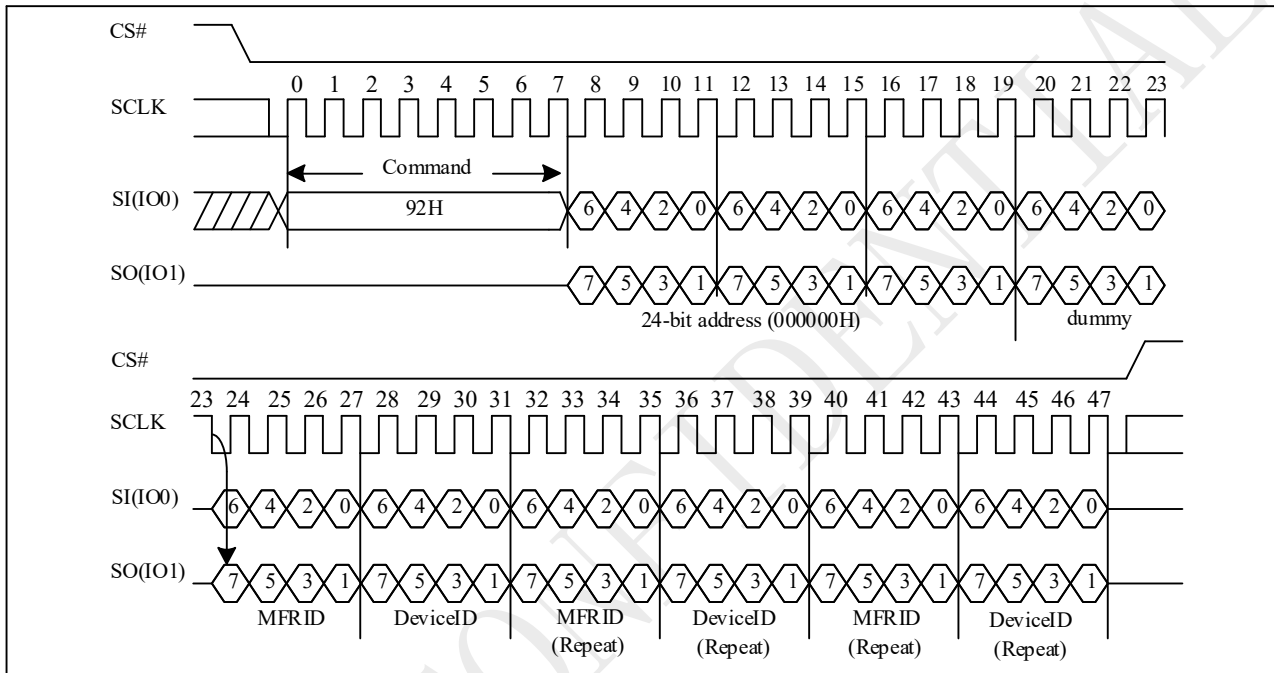 CS#
0 1 2 3 4 5 6 7 8 9 10 11 12 13 14 15 16 17 18 19 20 21 22 23
SCLK
Command
SI(IO0)
92H
6 4 2 0 6 4 2 0 6 4 2 0 6 4 2 0
SO(IO1)
7 5 3 1 7 5 3 1 7 5 3 1 7 5 3 1
24-bit address (000000H)
dummy
CS#
23 24 25 26 27 28 29 30 31 32 33 34 35 36 37 38 39 40 41 42 43 44 45 46 47
SCLK
SI(IO0)
6 4 2 0 6 4 2 0 6 4 2 0 6 4 2 0 6 4 2 0 6 4 2 0
SO(IO1)
7 5 3 1 7 5 3 1 7 5 3 1 7 5 3 1 7 5 3 1 7 5 3 1
MFRID DeviceID MFRID DeviceID MFRID DeviceID
(Repeat) (Repeat) (Repeat) (Repeat)
ONFIDENTIAL